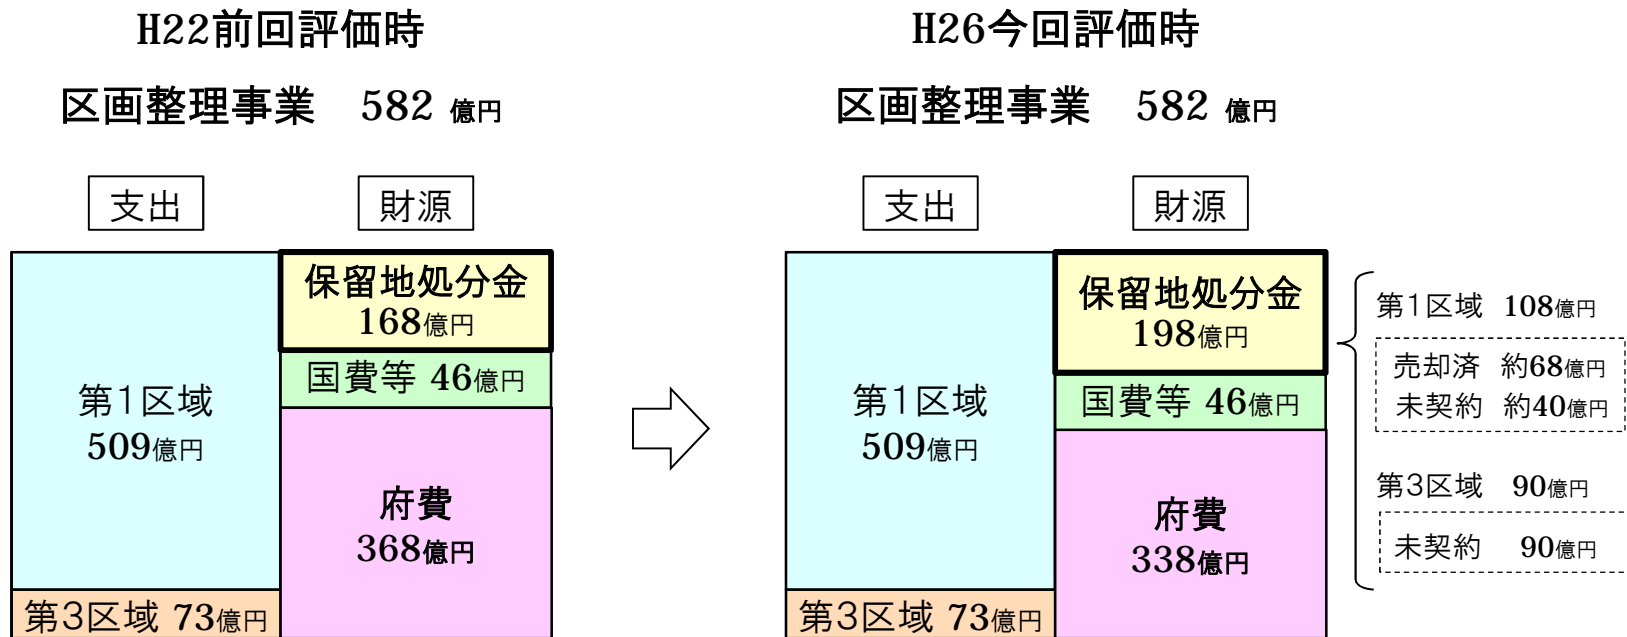 H22前回評価時
区画整理事業 582 億円
支出
財源
第1区域
509億円
第3区域 73億円
保留地処分金
168億円
国費等 46億円
府費
368億円
H26今回評価時
区画整理事業 582 億円
支出
財源
第1区域
509億円
第3区域 73億円
保留地処分金
198億円
国費等 46億円
府費
338億円
第1区域 108億円
売却済 約68億円
未契約 約40億円
第3区域 90億円
未契約 90億円